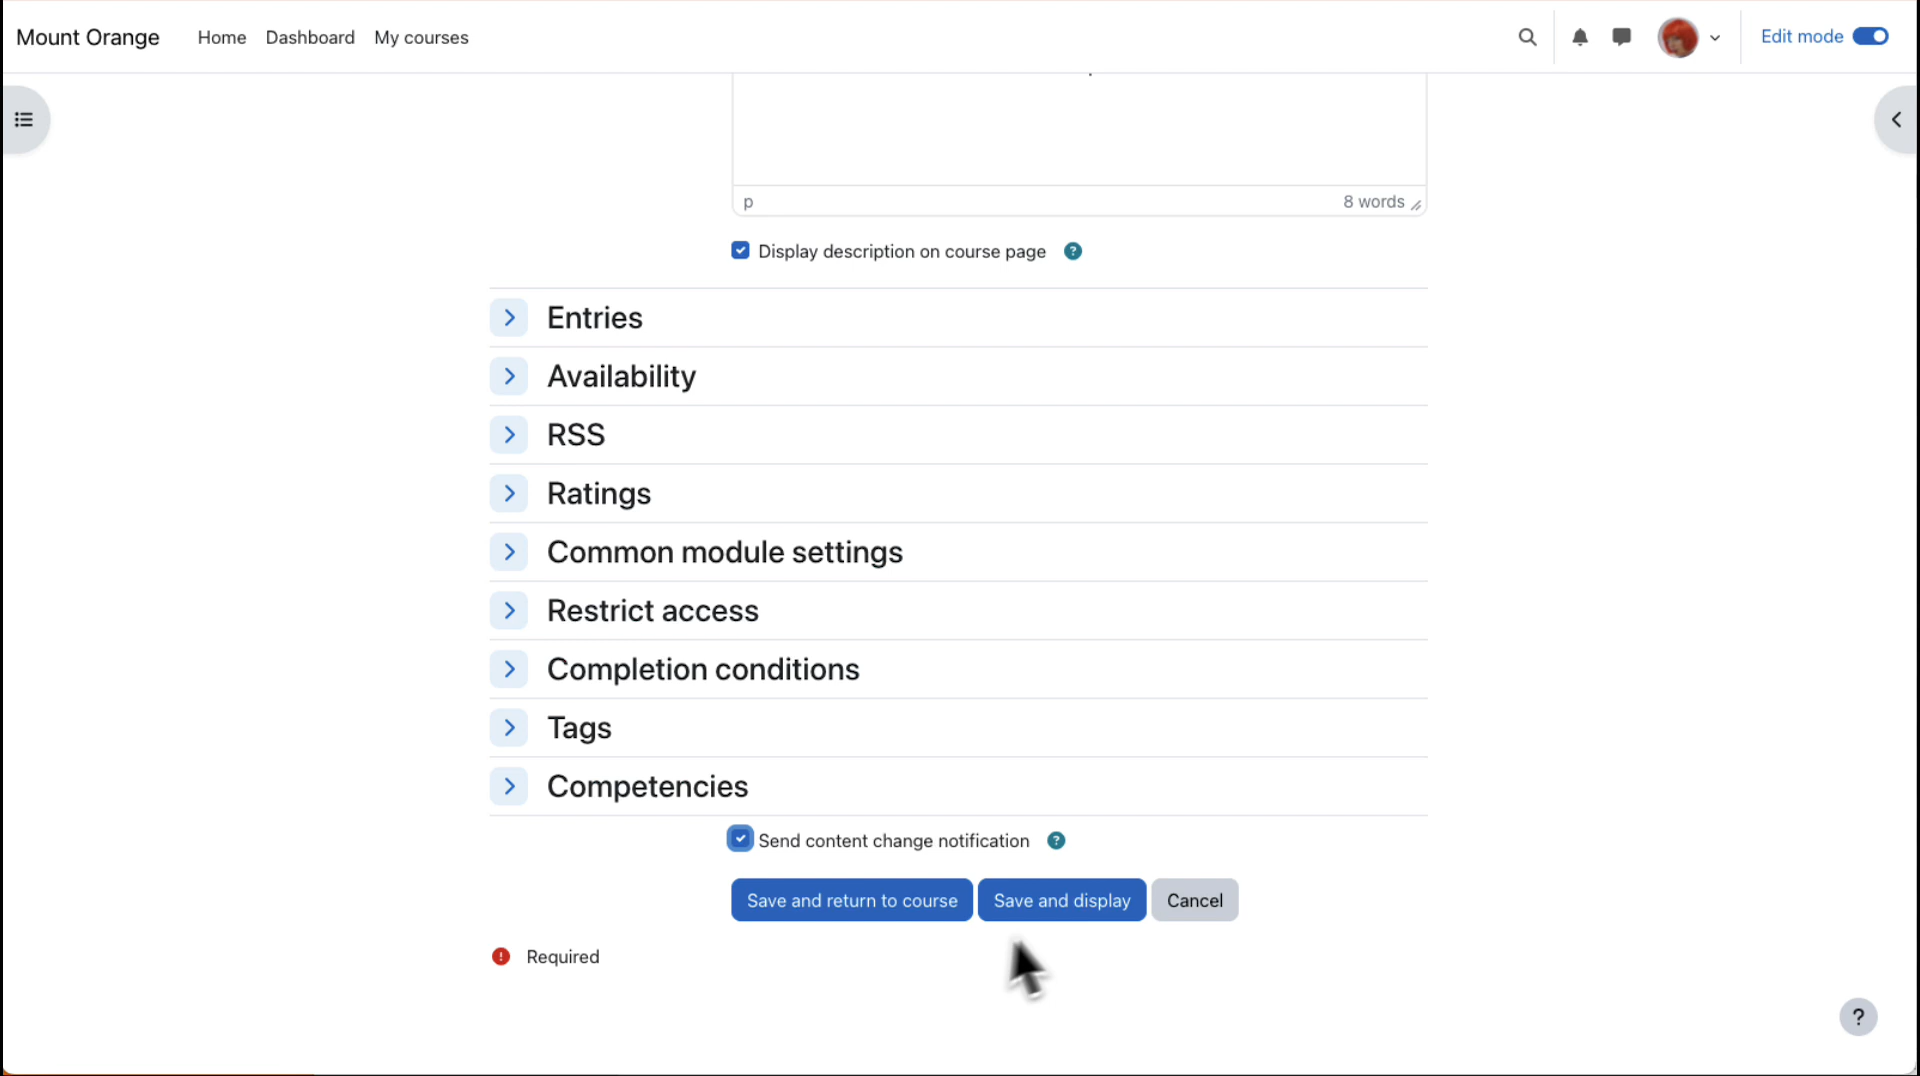 Mount Orange Home Dashboard My courses Edit mode
p 8 words
Display description on course page ?
Entries
Availability
RSS
Ratings
Common module settings
Restrict access
Completion conditions
Tags
Competencies
Send content change notification ?
Save and return to course Save and display Cancel
! Required
?